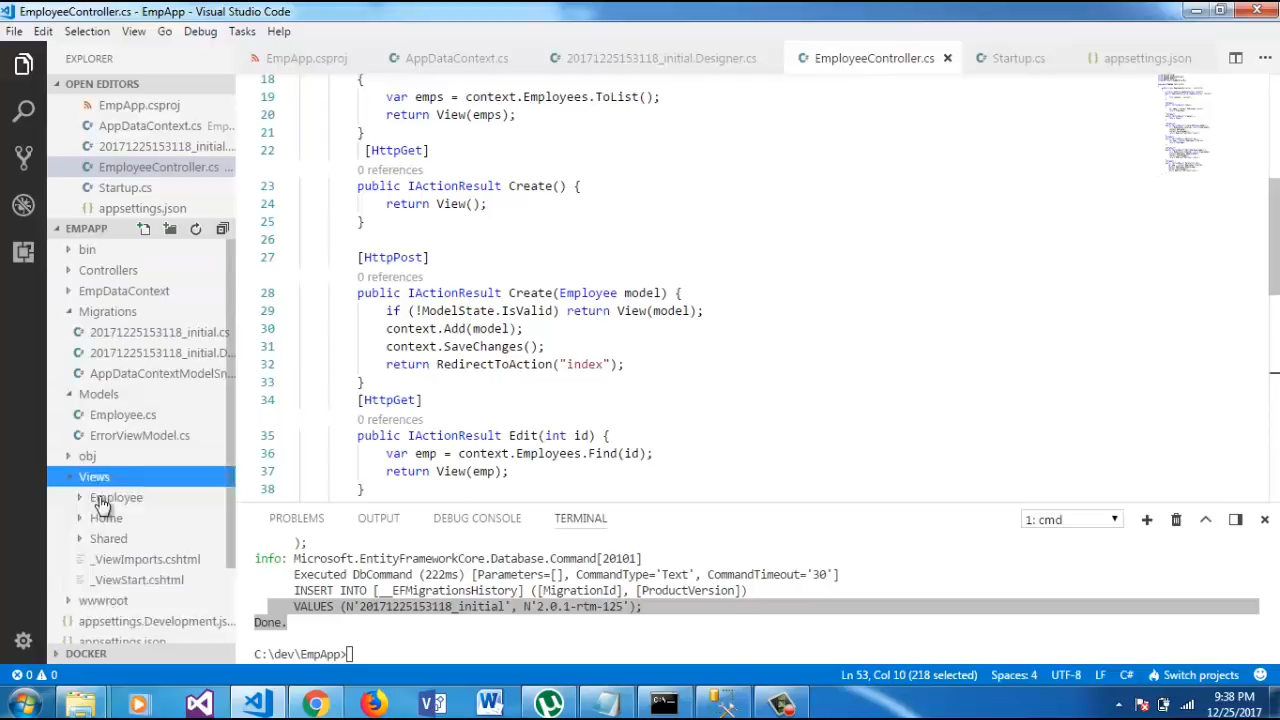 EmployeeController.cs - EmpApp - Visual Studio Code
File Edit Selection View Go Debug Tasks Help
EXPLORER
EmpApp.csproj AppDataContext.cs 20171225153118_initial.Designer.cs EmployeeController.cs Startup.cs appsettings.json
OPEN EDITORS
EmpApp.csproj
AppDataContext.cs Emp...
20171225153118_initial....
EmployeeController.cs ...
Startup.cs
appsettings.json
EMPAPP
bin
Controllers
EmpDataContext
Migrations
20171225153118_initial.cs
20171225153118_initial.D...
AppDataContextModelSn...
Models
Employee.cs
ErrorViewModel.cs
obj
Views
Employee
Home
Shared
_ViewImports.cshtml
_ViewStart.cshtml
wwwroot
appsettings.Development.js...
appsettings.json
DOCKER
18 {
19 var emps = context.Employees.ToList();
20 return View(emps);
21 }
22 [HttpGet]
0 references
23 public IActionResult Create() {
24 return View();
25 }
26
27 [HttpPost]
0 references
28 public IActionResult Create(Employee model) {
29 if (!ModelState.IsValid) return View(model);
30 context.Add(model);
31 context.SaveChanges();
32 return RedirectToAction("index");
33 }
34 [HttpGet]
0 references
35 public IActionResult Edit(int id) {
36 var emp = context.Employees.Find(id);
37 return View(emp);
38 }
PROBLEMS OUTPUT DEBUG CONSOLE TERMINAL 1: cmd
);
info: Microsoft.EntityFrameworkCore.Database.Command[20101]
Executed DbCommand (222ms) [Parameters=[], CommandType='Text', CommandTimeout='30']
INSERT INTO [__EFMigrationsHistory] ([MigrationId], [ProductVersion])
VALUES (N'20171225153118_initial', N'2.0.1-rtm-125');
Done.
C:\dev\EmpApp>
0 0 Ln 53, Col 10 (218 selected) Spaces: 4 UTF-8 LF C# Switch projects
9:38 PM
12/25/2017